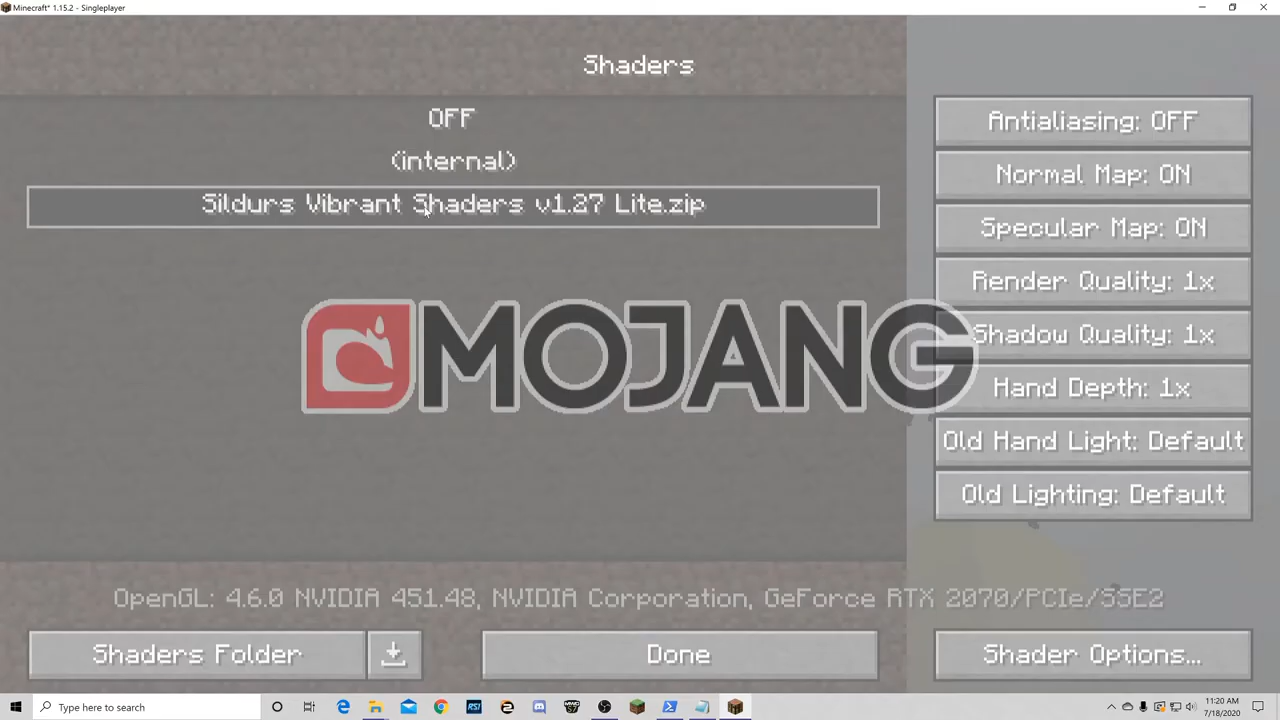 Minecraft* 1.15.2 - Singleplayer
Shaders
OFF
(internal)
Sildurs Vibrant Shaders v1.27 Lite.zip
Antialiasing: OFF
Normal Map: ON
Specular Map: ON
Render Quality: 1x
Shadow Quality: 1x
Hand Depth: 1x
Old Hand Light: Default
Old Lighting: Default
MOJANG
OpenGL: 4.6.0 NVIDIA 451.48, NVIDIA Corporation, GeForce RTX 2070/PCIe/SSE2
Shaders Folder
Done
Shader Options...
Type here to search
RSI
11:20 AM
7/18/2020